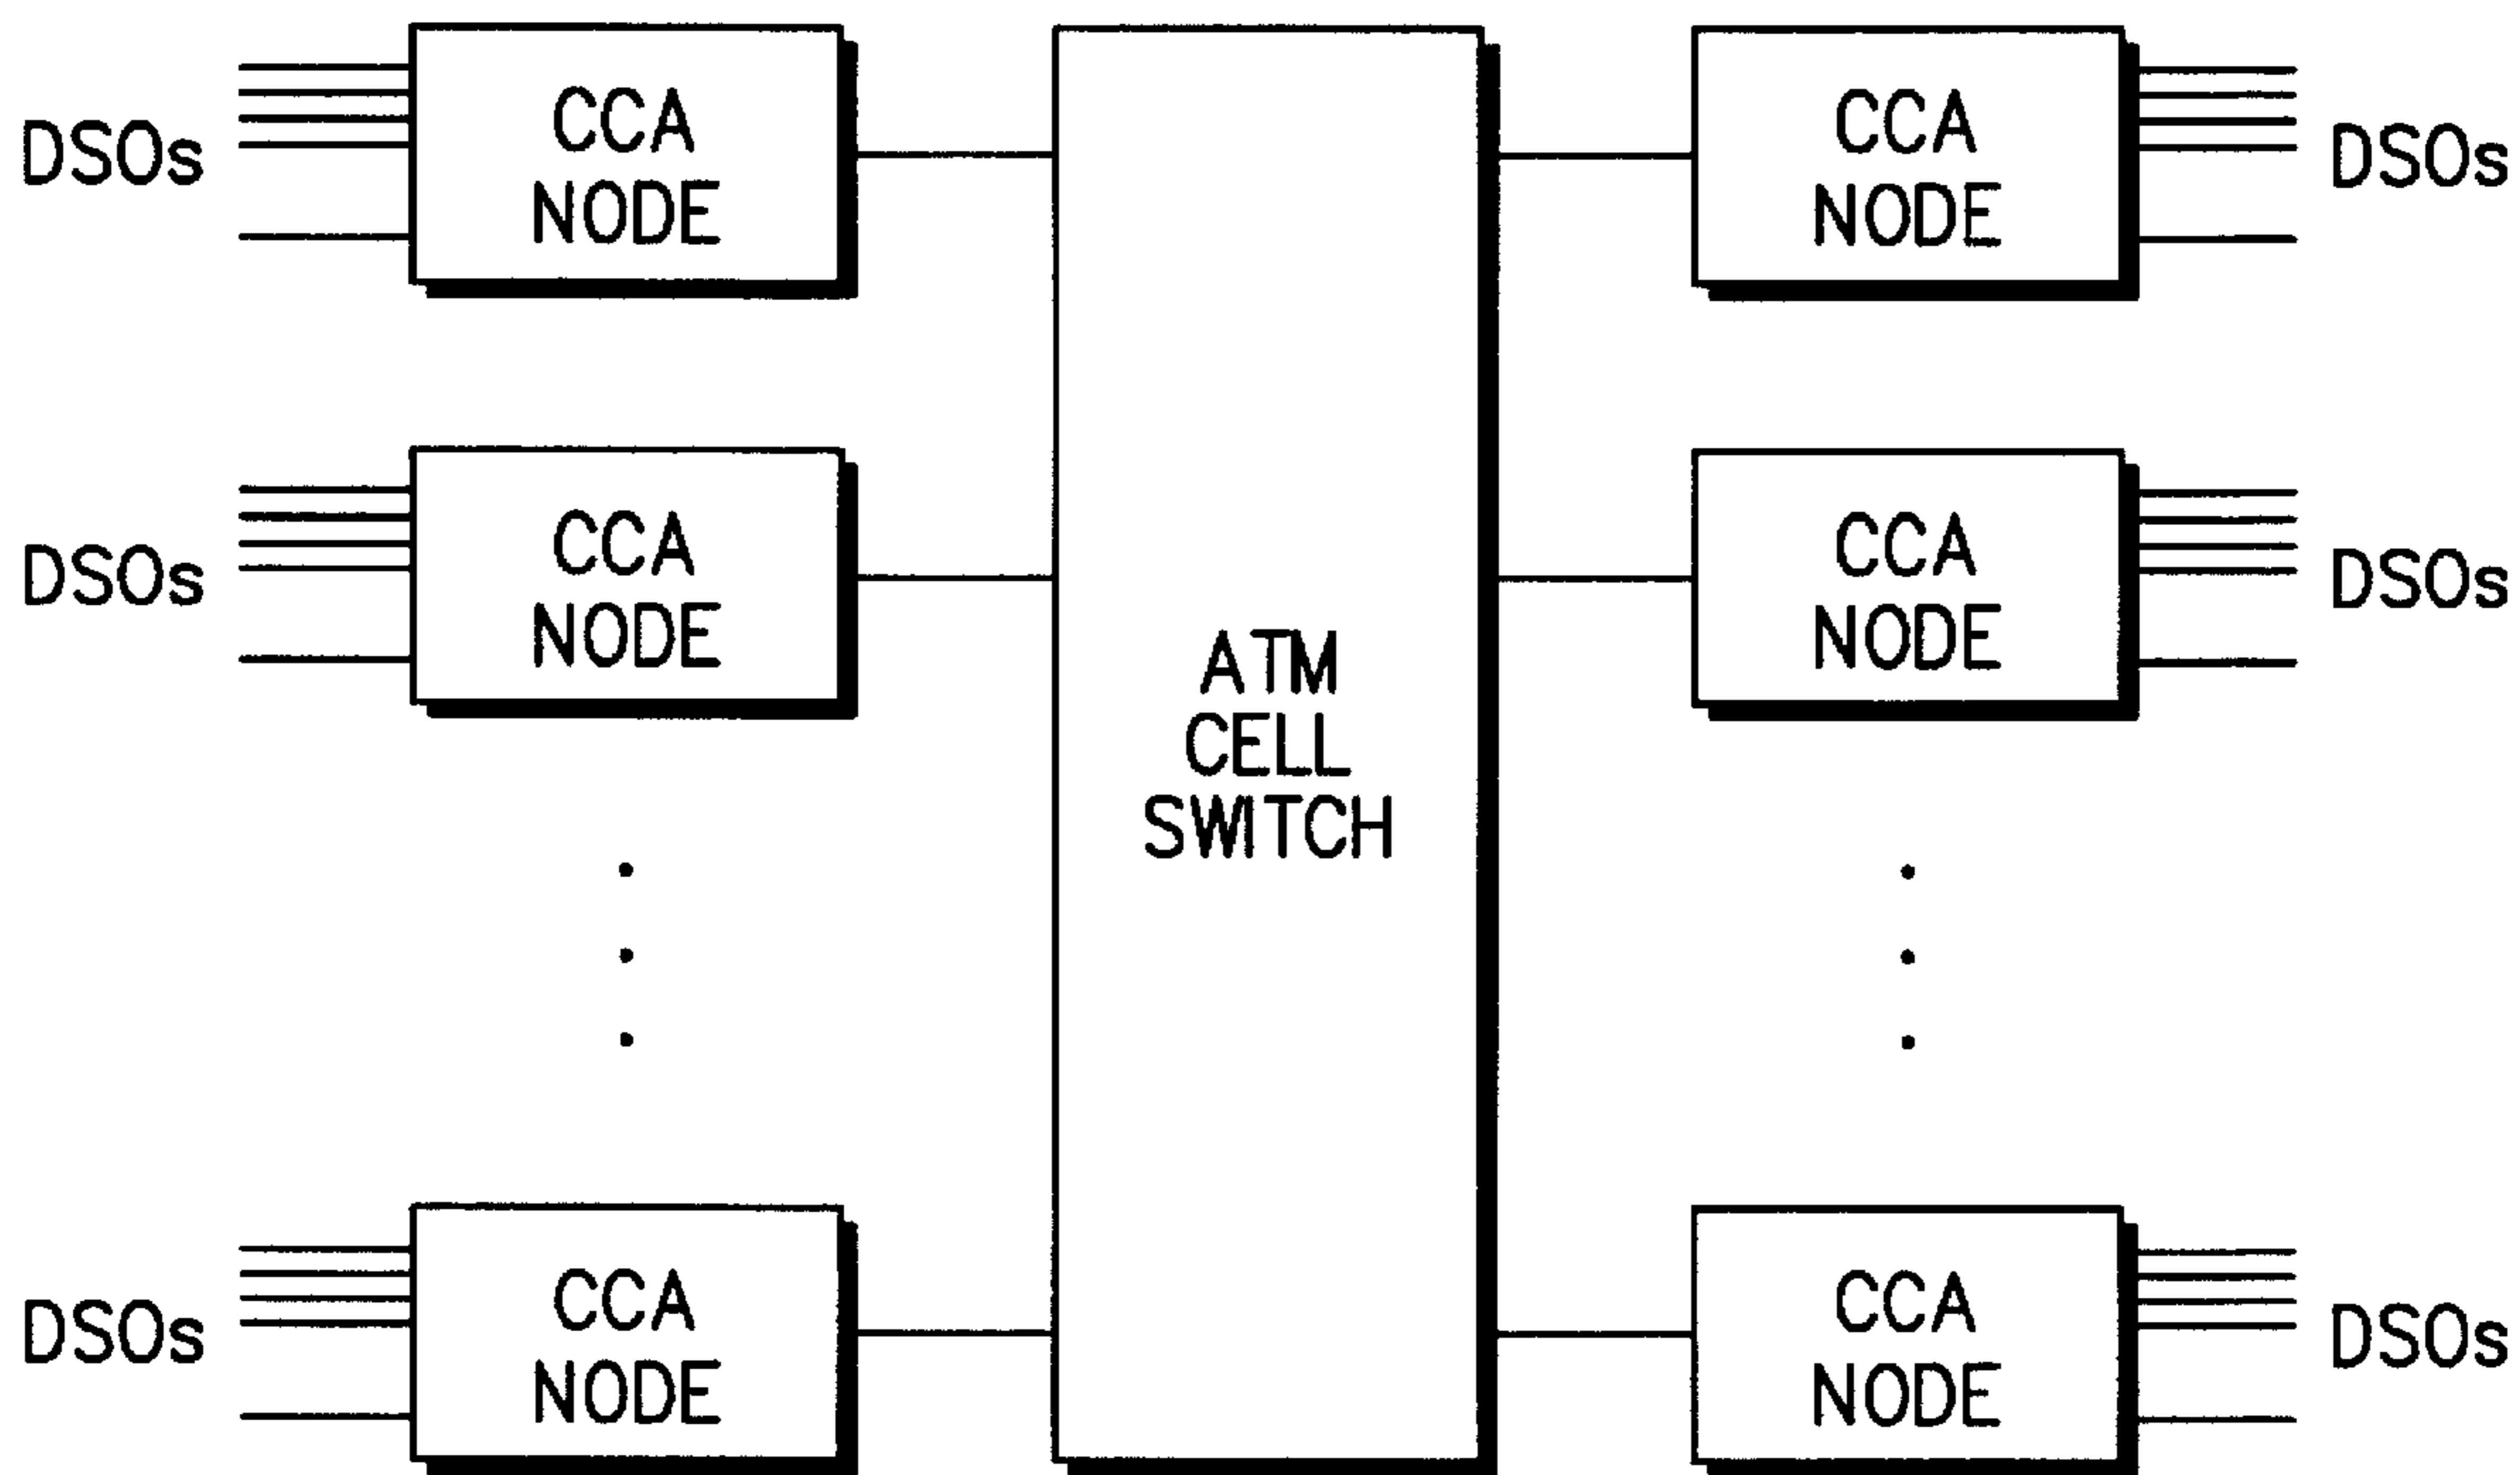 DSOs
CCA
NODE
CCA
NODE
DSOs
DSOs
CCA
NODE
ATM
CELL
SWITCH
CCA
NODE
DSOs
DSOs
CCA
NODE
CCA
NODE
DSOs